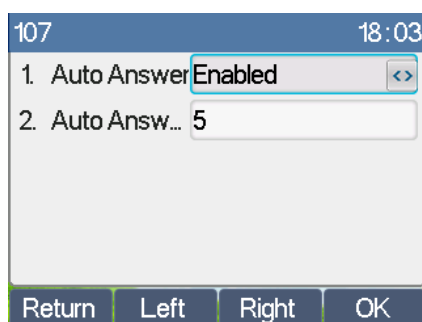 107 18:03
1. Auto Answer Enabled <>
2. Auto Answ... 5
Return Left Right OK